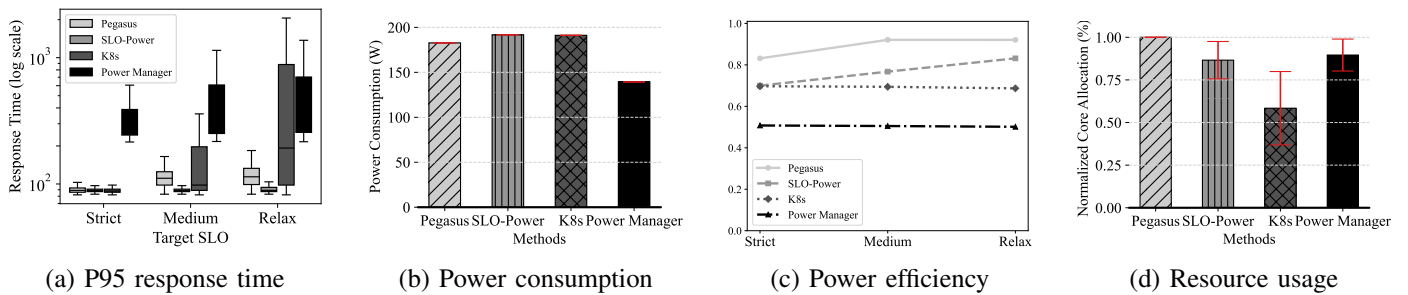 Response Time (log scale)
10³
10²
Pegasus
SLO-Power
K8s
Power Manager
Strict Medium Relax
Target SLO
(a) P95 response time
Power Consumption (W)
200
150
100
50
0
Pegasus SLO-Power K8s Power Manager
Methods
(b) Power consumption
1.0
0.8
0.6
0.4
0.2
0.0
Pegasus
SLO-Power
K8s
Power Manager
Strict Medium Relax
(c) Power efficiency
Normalized Core Allocation (%)
1.00
0.75
0.50
0.25
0.00
Pegasus SLO-Power K8s Power Manager
Methods
(d) Resource usage